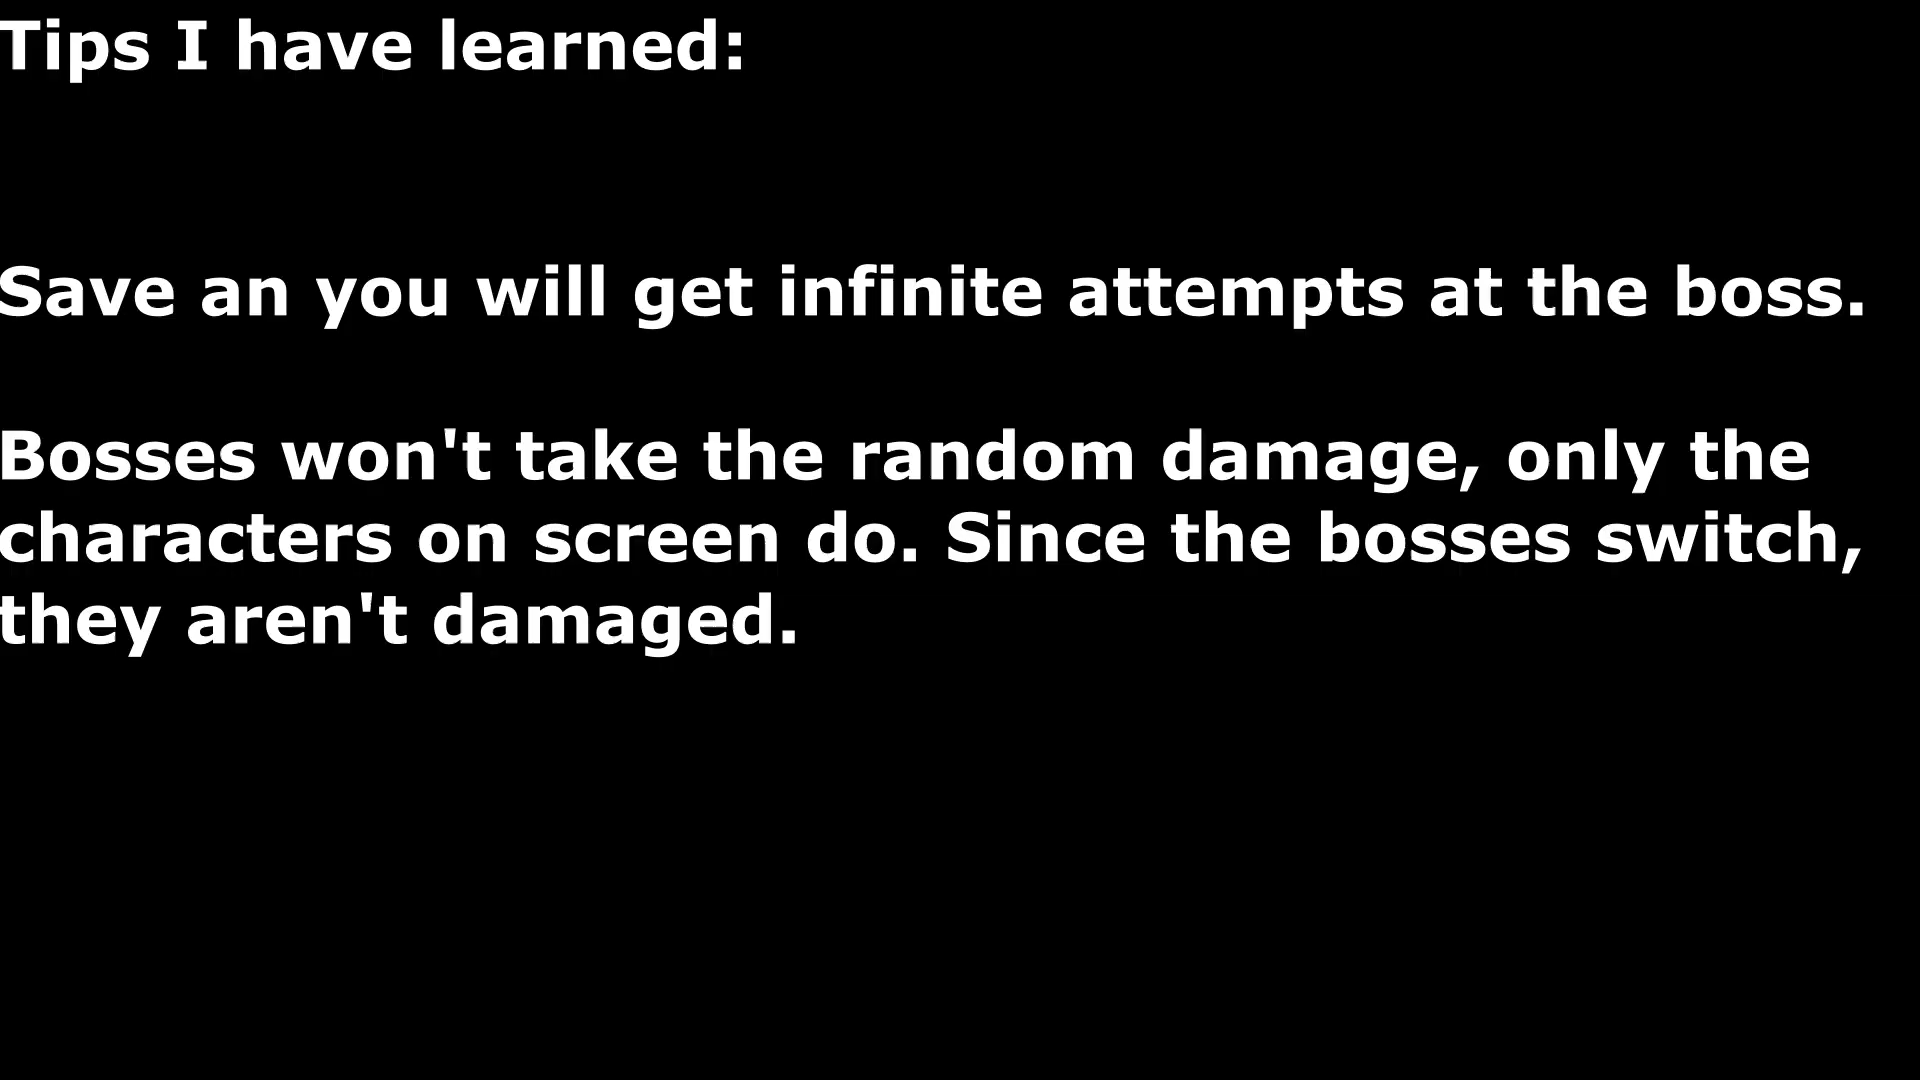 Tips I have learned:
Save an you will get infinite attempts at the boss.
Bosses won't take the random damage, only the
characters on screen do. Since the bosses switch,
they aren't damaged.